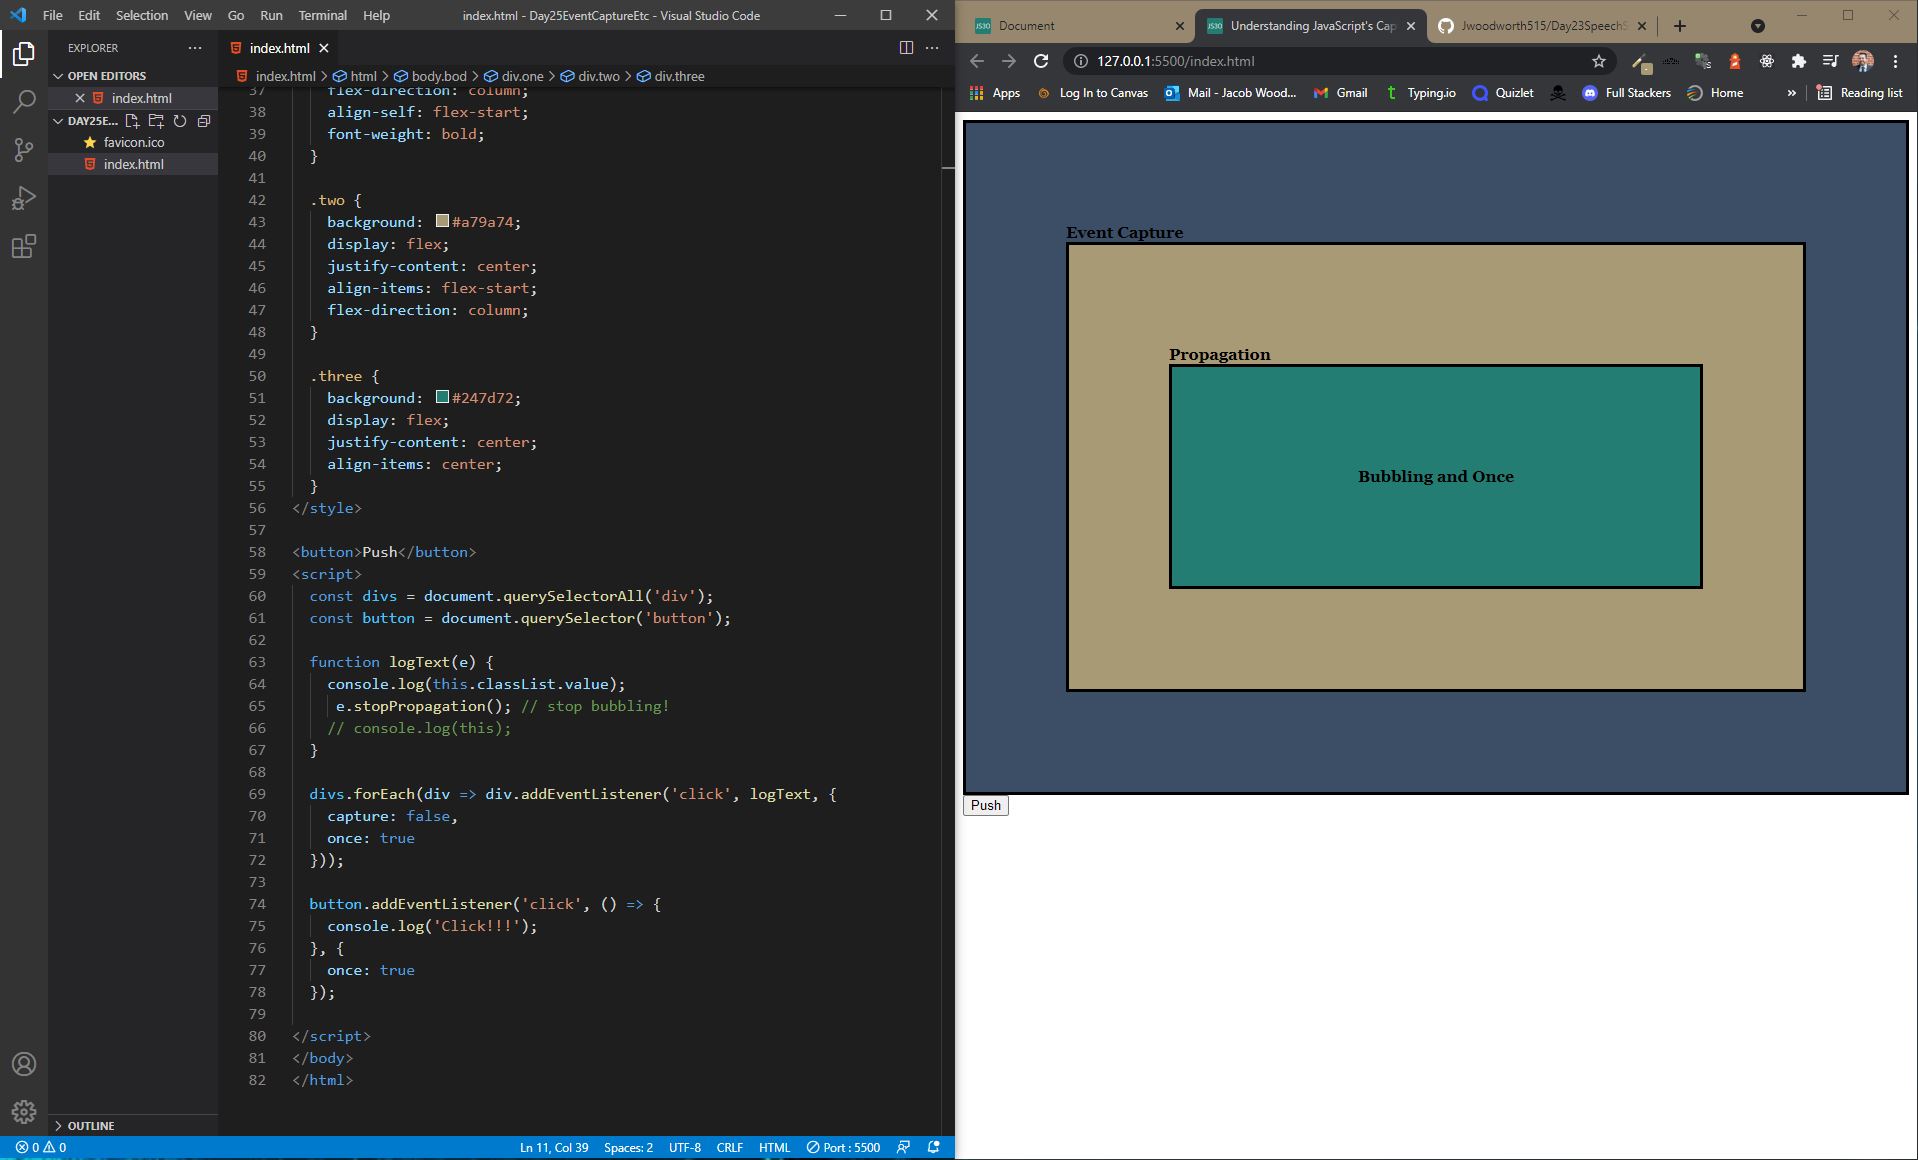 File Edit Selection View Go Run Terminal Help
index.html - Day25EventCaptureEtc - Visual Studio Code
EXPLORER
OPEN EDITORS
index.html
DAY25E...
favicon.ico
index.html
OUTLINE
index.html
index.html > html > body.bod > div.one > div.two > div.three
37 flex-direction: column;
38 align-self: flex-start;
39 font-weight: bold;
40 }
41
42 .two {
43 background: #a79a74;
44 display: flex;
45 justify-content: center;
46 align-items: flex-start;
47 flex-direction: column;
48 }
49
50 .three {
51 background: #247d72;
52 display: flex;
53 justify-content: center;
54 align-items: center;
55 }
56 </style>
57
58 <button>Push</button>
59 <script>
60 const divs = document.querySelectorAll('div');
61 const button = document.querySelector('button');
62
63 function logText(e) {
64 console.log(this.classList.value);
65 e.stopPropagation(); // stop bubbling!
66 // console.log(this);
67 }
68
69 divs.forEach(div => div.addEventListener('click', logText, {
70 capture: false,
71 once: true
72 }));
73
74 button.addEventListener('click', () => {
75 console.log('Click!!!');
76 }, {
77 once: true
78 });
79
80 </script>
81 </body>
82 </html>
0 0
Ln 11, Col 39 Spaces: 2 UTF-8 CRLF HTML Port : 5500
JS30 Document
JS30 Understanding JavaScript's Cap
Jwoodworth515/Day23SpeechS
127.0.0.1:5500/index.html
Apps Log In to Canvas Mail - Jacob Wood... Gmail Typing.io Quizlet Full Stackers Home » Reading list
Event Capture
Propagation
Bubbling and Once
Push